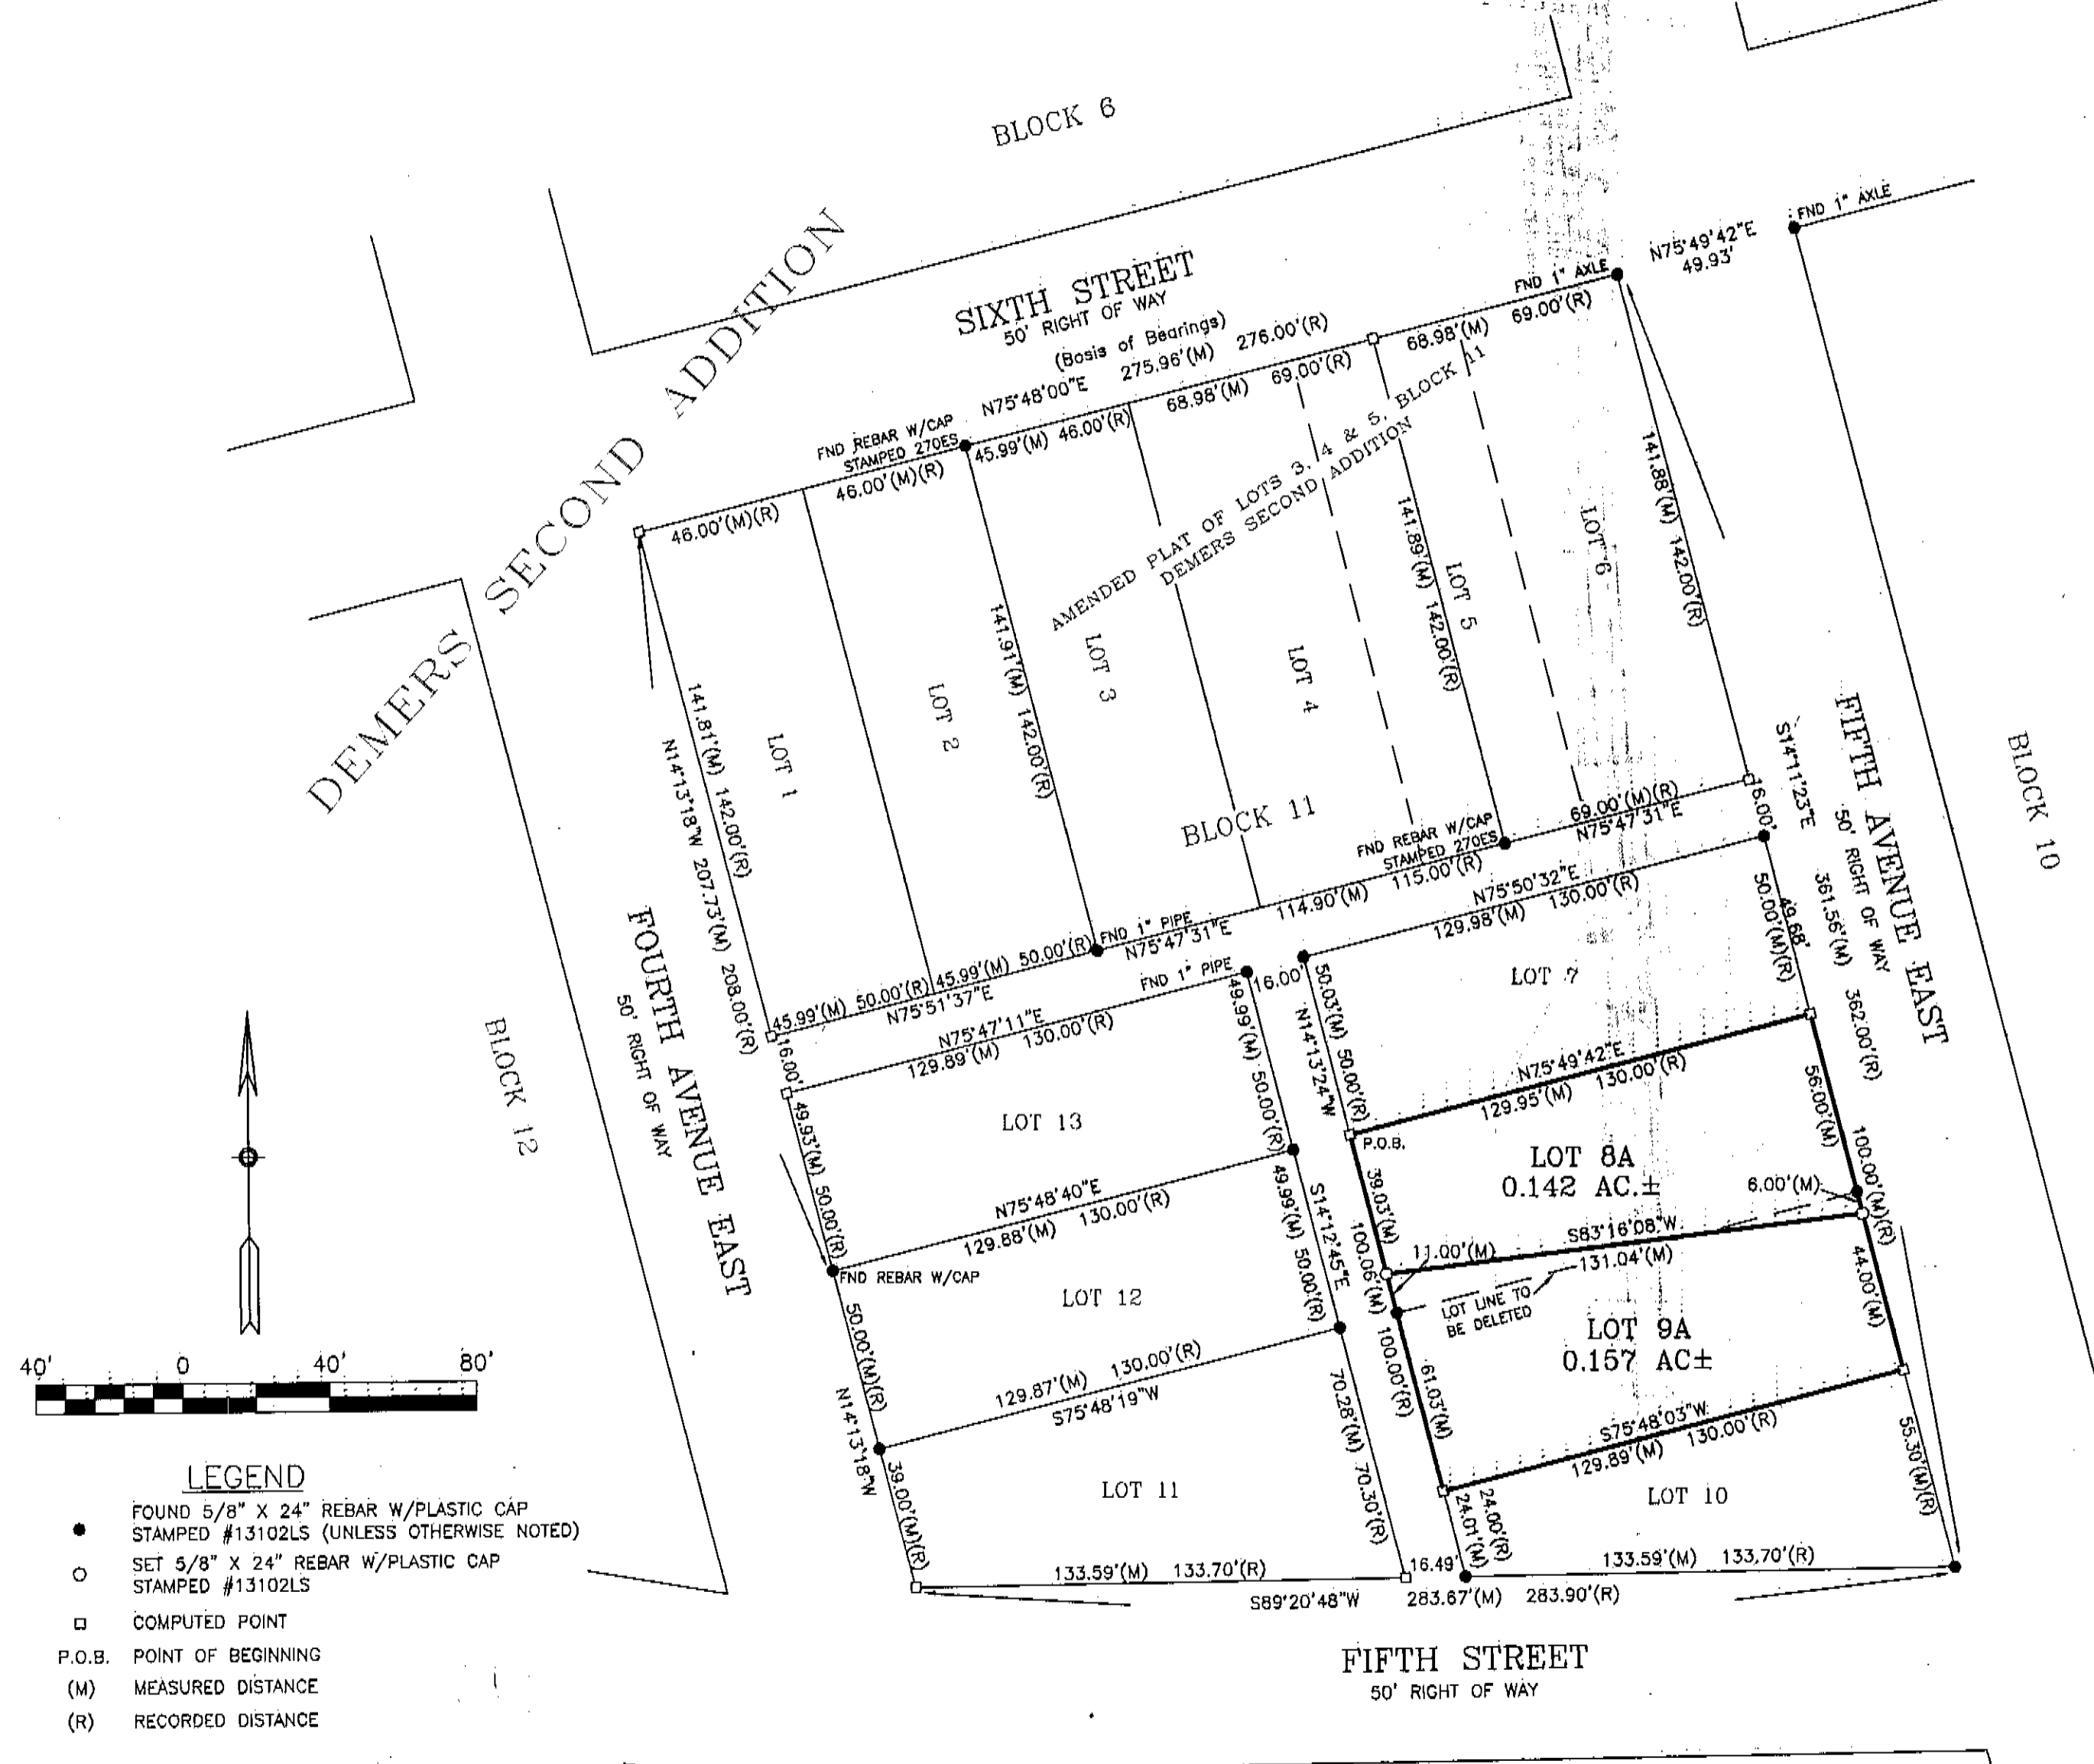 BLOCK 6
DEMERS SECOND ADDITION
SIXTH STREET
50' RIGHT OF WAY
(Basis of Bearings)
N75°48'00"E 275.96'(M) 276.00'(R)
FND 1" AXLE
N75°49'42"E
49.93'
FND 1" AXLE
68.98'(M) 69.00'(R)
68.98'(M) 69.00'(R)
FND REBAR W/CAP
STAMPED 270ES
45.99'(M) 46.00'(R)
46.00'(M)(R)
46.00'(M)(R)
AMENDED PLAT OF LOTS 3, 4 & 5, BLOCK 11
DEMERS SECOND ADDITION
141.81'(M) 142.00'(R)
N14°13'18"W 207.73'(M) 208.00'(R)
LOT 1
LOT 2
141.91'(M) 142.00'(R)
LOT 3
LOT 4
141.89'(M) 142.00'(R)
LOT 5
LOT 6
141.88'(M) 142.00'(R)
BLOCK 11
FND REBAR W/CAP
STAMPED 270ES
69.00'(M)(R)
N75°47'31"E
114.90'(M) 115.00'(R)
FND 1" PIPE
N75°47'31"E
45.99'(M) 50.00'(R) 45.99'(M) 50.00'(R)
N75°51'37"E
16.00'
S14°11'23"E 361.56'(M) 362.00'(R)
FIFTH AVENUE EAST
50' RIGHT OF WAY
BLOCK 10
FOURTH AVENUE EAST
50' RIGHT OF WAY
BLOCK 12
16.00'
FND 1" PIPE
16.00'
N75°47'11"E
129.89'(M) 130.00'(R)
LOT 13
49.93'(M) 50.00'(R)
49.99'(M) 50.00'(R)
N75°50'32"E
129.98'(M) 130.00'(R)
LOT 7
50.03'(M) 50.00'(R)
N14°13'24"W
50.00'(M)(R)
49.68'
N75°49'42"E
129.95'(M) 130.00'(R)
P.O.B.
LOT 8A
0.142 AC.±
39.03'(M)
56.00'(M)
100.00'(M)(R)
6.00'(M)
S83°16'08"W
131.04'(M)
11.00'(M)
LOT LINE TO
BE DELETED
100.06'(M) 100.00'(R)
61.03'(M)
44.00'(M)
LOT 9A
0.157 AC±
S75°48'03"W
129.89'(M) 130.00'(R)
N75°48'40"E
129.88'(M) 130.00'(R)
FND REBAR W/CAP
LOT 12
50.00'(M)(R)
49.99'(M) 50.00'(R)
S14°12'45"E
129.87'(M) 130.00'(R)
S75°48'19"W
N14°13'18"W
39.00'(M)(R)
LOT 11
70.28'(M) 70.30'(R)
24.01'(M)
24.00'(R)
LOT 10
55.30'(M)(R)
133.59'(M) 133.70'(R)
16.49'
133.59'(M) 133.70'(R)
S89°20'48"W 283.67'(M) 283.90'(R)
FIFTH STREET
50' RIGHT OF WAY
40' 0 40' 80'
LEGEND
FOUND 5/8" X 24" REBAR W/PLASTIC CAP
STAMPED #13102LS (UNLESS OTHERWISE NOTED)
SET 5/8" X 24" REBAR W/PLASTIC CAP
STAMPED #13102LS
COMPUTED POINT
P.O.B. POINT OF BEGINNING
(M) MEASURED DISTANCE
(R) RECORDED DISTANCE